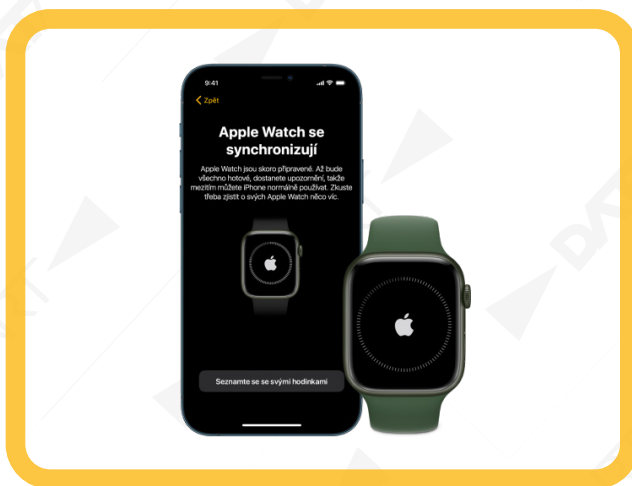 9:41
Zpět
Apple Watch se
synchronizují
Apple Watch jsou skoro připravené. Až bude
všechno hotové, dostanete upozornění, takže
mezitím můžete iPhone normálně používat. Zkuste
třeba zjistit o svých Apple Watch něco víc.
Seznamte se se svými hodinkami